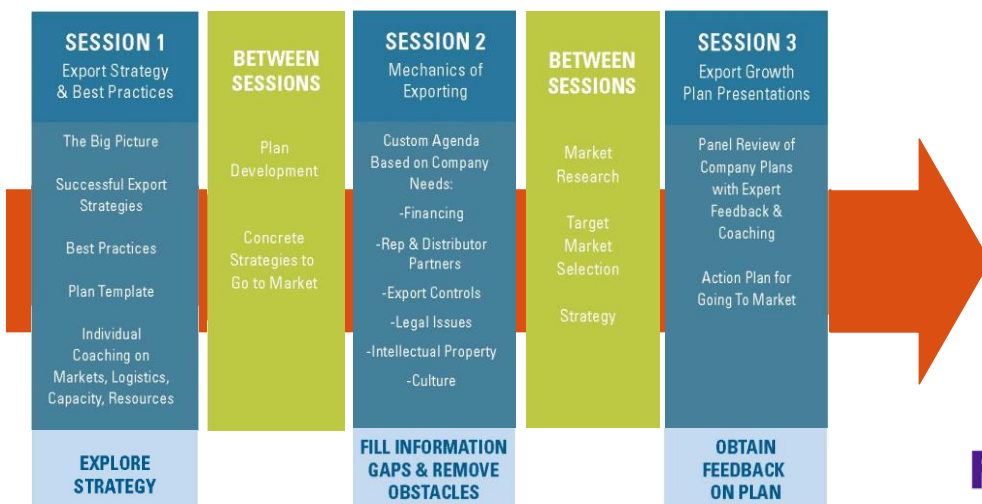 SESSION 1
Export Strategy
& Best Practices
The Big Picture
Successful Export
Strategies
Best Practices
Plan Template
Individual
Coaching on
Markets, Logistics,
Capacity, Resources
EXPLORE
STRATEGY
BETWEEN
SESSIONS
Plan
Development
Concrete
Strategies to
Go to Market
SESSION 2
Mechanics of
Exporting
Custom Agenda
Based on Company
Needs:
-Financing
-Rep & Distributor
Partners
-Export Controls
-Legal Issues
-Intellectual Property
-Culture
FILL INFORMATION
GAPS & REMOVE
OBSTACLES
BETWEEN
SESSIONS
Market
Research
Target
Market
Selection
Strategy
SESSION 3
Export Growth
Plan Presentations
Panel Review of
Company Plans
with Expert
Feedback &
Coaching
Action Plan for
Going To Market
OBTAIN
FEEDBACK
ON PLAN